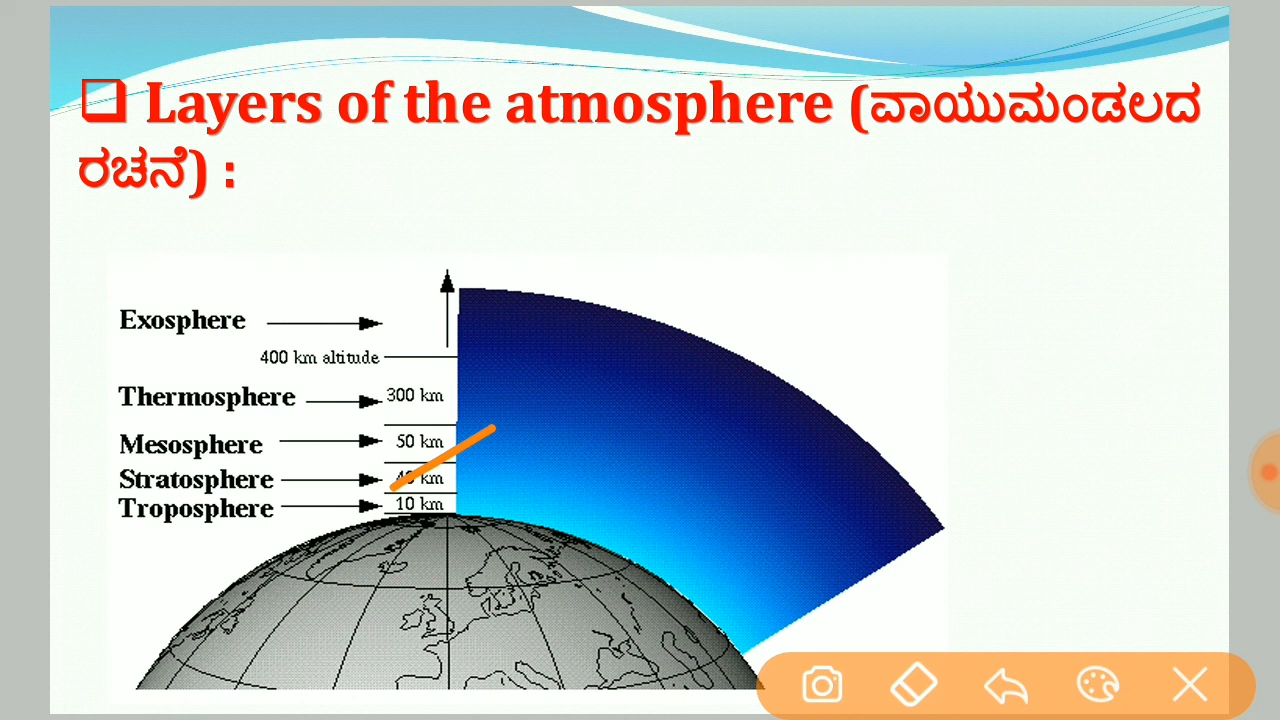 ❑ Layers of the atmosphere (ವಾಯುಮಂಡಲದ
ರಚನೆ) :
Exosphere
400 km altitude
Thermosphere 300 km
Mesosphere 50 km
Stratosphere km
Troposphere 10 km